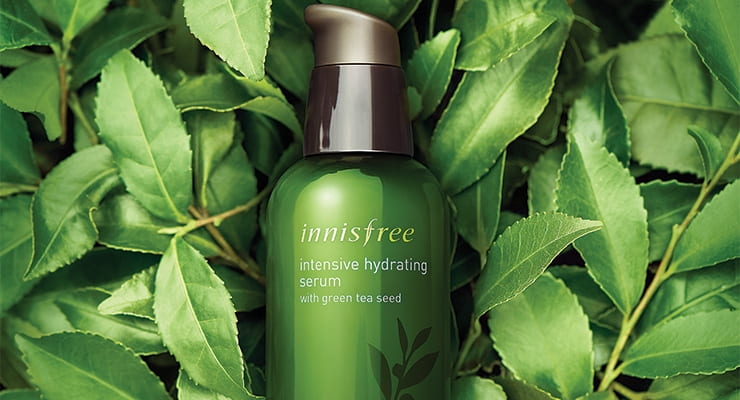 innisfree
intensive hydrating
serum
with green tea seed